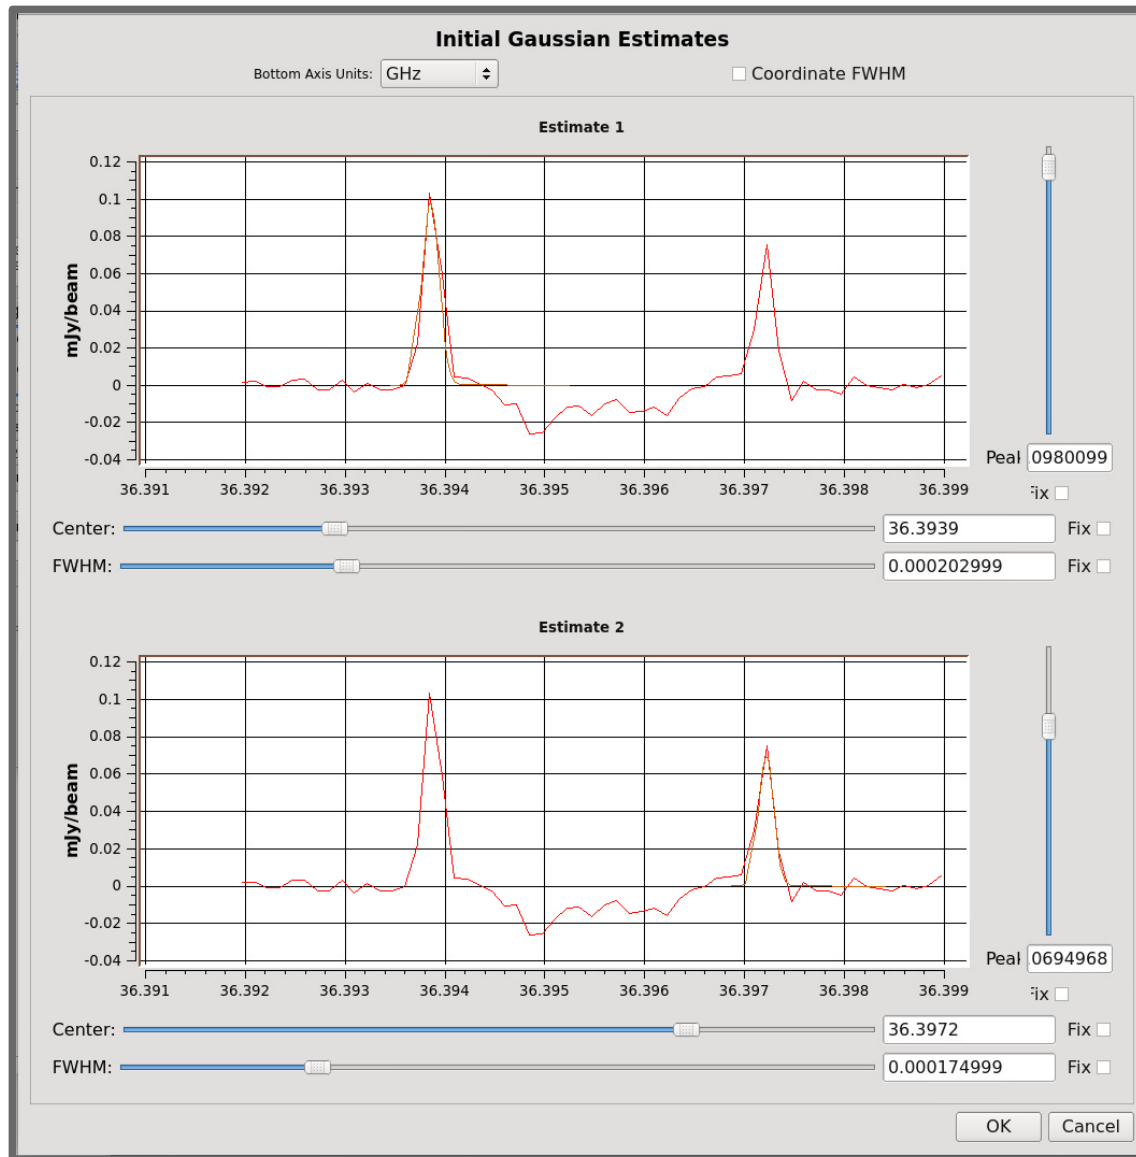 Initial Gaussian Estimates
Bottom Axis Units: GHz Coordinate FWHM
Estimate 1
0.12
0.1
0.08
0.06
0.04
0.02
0
-0.02
-0.04
mJy/beam
36.391 36.392 36.393 36.394 36.395 36.396 36.397 36.398 36.399
0980099
Fix
Center: 36.3939 Fix
FWHM: 0.000202999 Fix
Estimate 2
0.12
0.1
0.08
0.06
0.04
0.02
0
-0.02
-0.04
mJy/beam
36.391 36.392 36.393 36.394 36.395 36.396 36.397 36.398 36.399
0694968
Fix
Center: 36.3972 Fix
FWHM: 0.000174999 Fix
OK Cancel